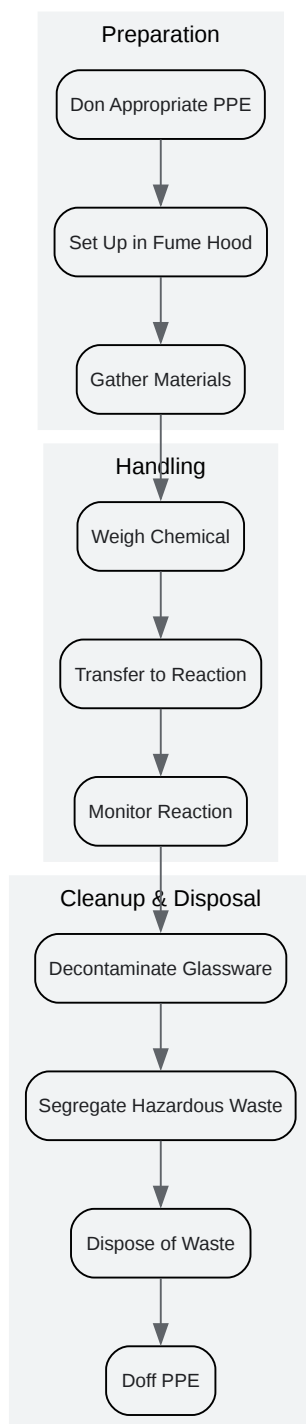 Preparation
Don Appropriate PPE
Set Up in Fume Hood
Gather Materials
Handling
Weigh Chemical
Transfer to Reaction
Monitor Reaction
Cleanup & Disposal
Decontaminate Glassware
Segregate Hazardous Waste
Dispose of Waste
Doff PPE